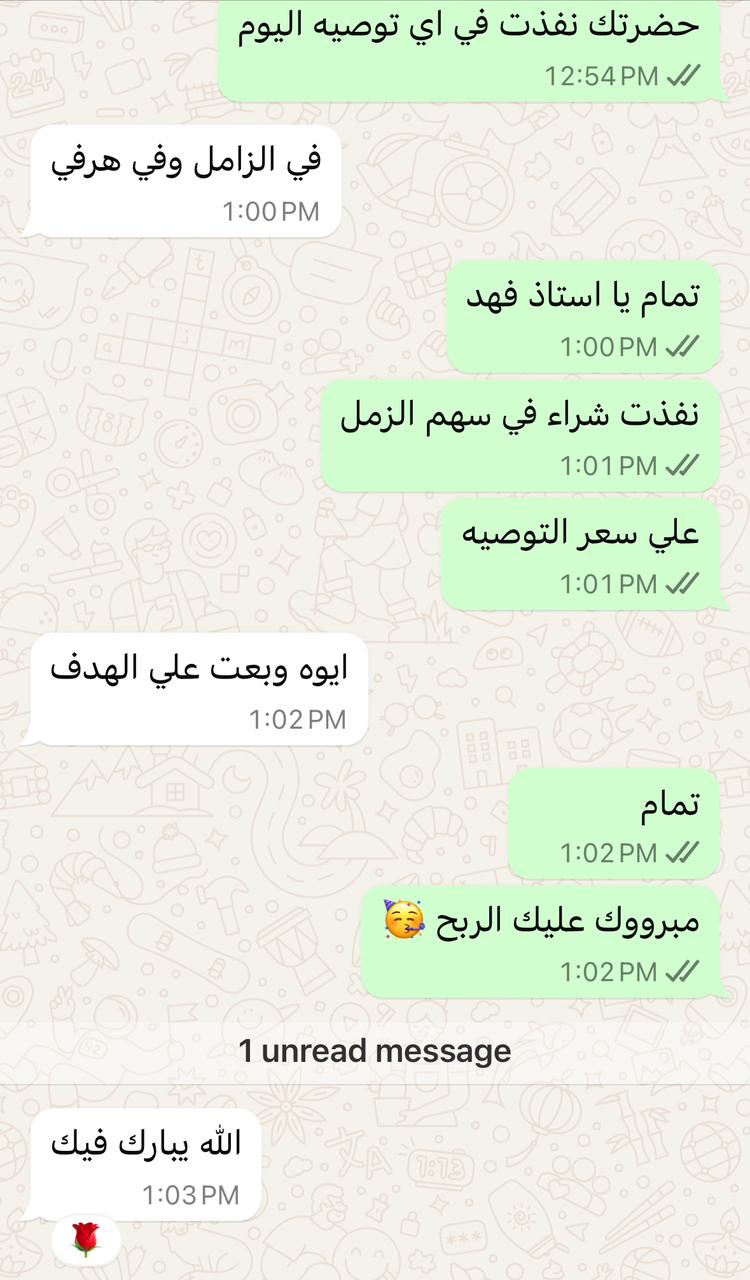 حضرتك نفذت في اي توصيه اليوم
12:54 PM
في الزامل وفي هرفي
1:00 PM
تمام يا استاذ فهد
1:00 PM
نفذت شراء في سهم الزمل
1:01 PM
علي سعر التوصيه
1:01 PM
ايوه وبعت علي الهدف
1:02 PM
تمام
1:02 PM
مبرووك عليك الربح 🥳
1:02 PM
1 unread message
الله يبارك فيك
1:03 PM
🌹